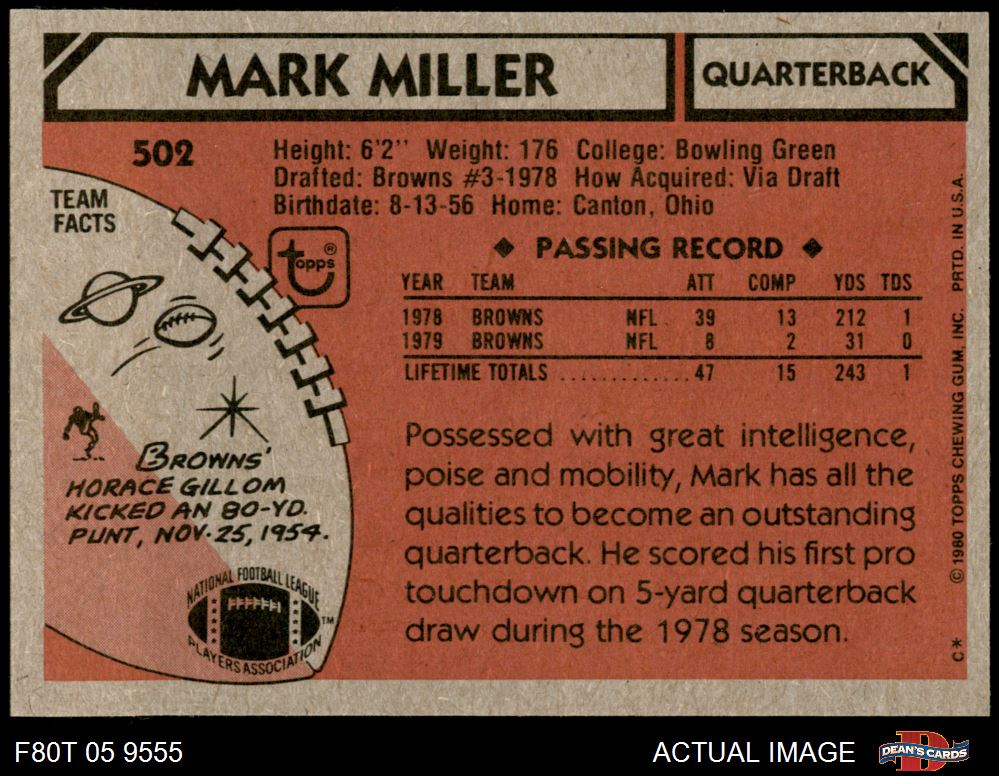 MARK MILLER
QUARTERBACK
502
Height: 6'2" Weight: 176 College: Bowling Green
Drafted: Browns #3-1978 How Acquired: Via Draft
Birthdate: 8-13-56 Home: Canton, Ohio
TEAM
FACTS
topps®
◆ PASSING RECORD ◆
YEAR TEAM ATT COMP YDS TDS
1978 BROWNS NFL 39 13 212 1
1979 BROWNS NFL 8 2 31 0
LIFETIME TOTALS .............. 47 15 243 1
Possessed with great intelligence,
poise and mobility, Mark has all the
qualities to become an outstanding
quarterback. He scored his first pro
touchdown on 5-yard quarterback
draw during the 1978 season.
BROWNS'
HORACE GILLOM
KICKED AN 80-YD.
PUNT, NOV. 25, 1954.
NATIONAL FOOTBALL LEAGUE
PLAYERS ASSOCIATION
TM
C* © 1980 TOPPS CHEWING GUM, INC. PRTD. IN U.S.A.
F80T 05 9555
ACTUAL IMAGE
D
DEAN'S CARDS